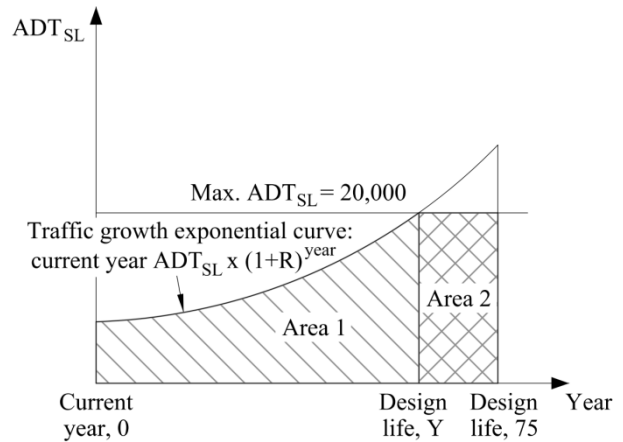 ADT_SL
Max. ADT_SL = 20,000
Traffic growth exponential curve:
current year ADT_SL x (1+R)^year
Area 1
Area 2
Current
year, 0
Design
life, Y
Design
life, 75
Year